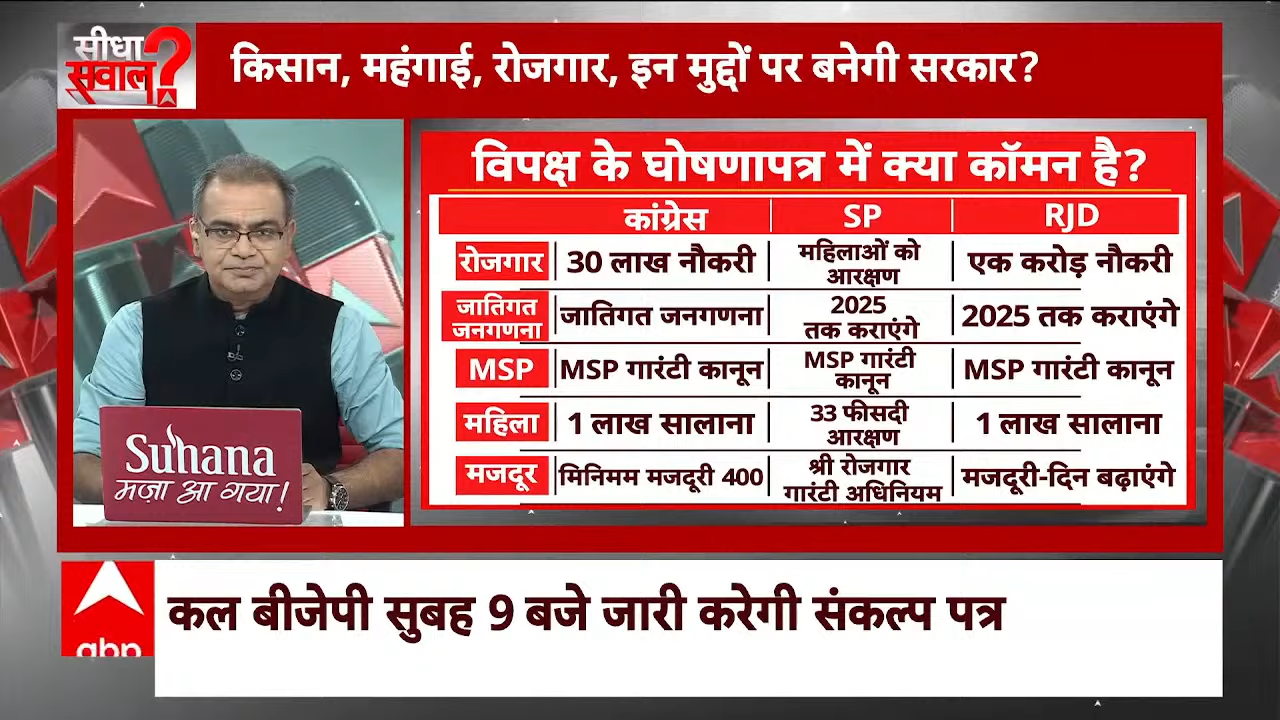 सीधा
सवाल?
किसान, महंगाई, रोजगार, इन मुद्दों पर बनेगी सरकार?
विपक्ष के घोषणापत्र में क्या कॉमन है?
कांग्रेस SP RJD
रोजगार 30 लाख नौकरी महिलाओं को
आरक्षण एक करोड़ नौकरी
जातिगत
जनगणना जातिगत जनगणना 2025
तक कराएंगे 2025 तक कराएंगे
MSP MSP गारंटी कानून MSP गारंटी
कानून MSP गारंटी कानून
महिला 1 लाख सालाना 33 फीसदी
आरक्षण 1 लाख सालाना
मजदूर मिनिमम मजदूरी 400 श्री रोजगार
गारंटी अधिनियम मजदूरी-दिन बढ़ाएंगे
Suhana
मज़ा आ गया!
abp
कल बीजेपी सुबह 9 बजे जारी करेगी संकल्प पत्र